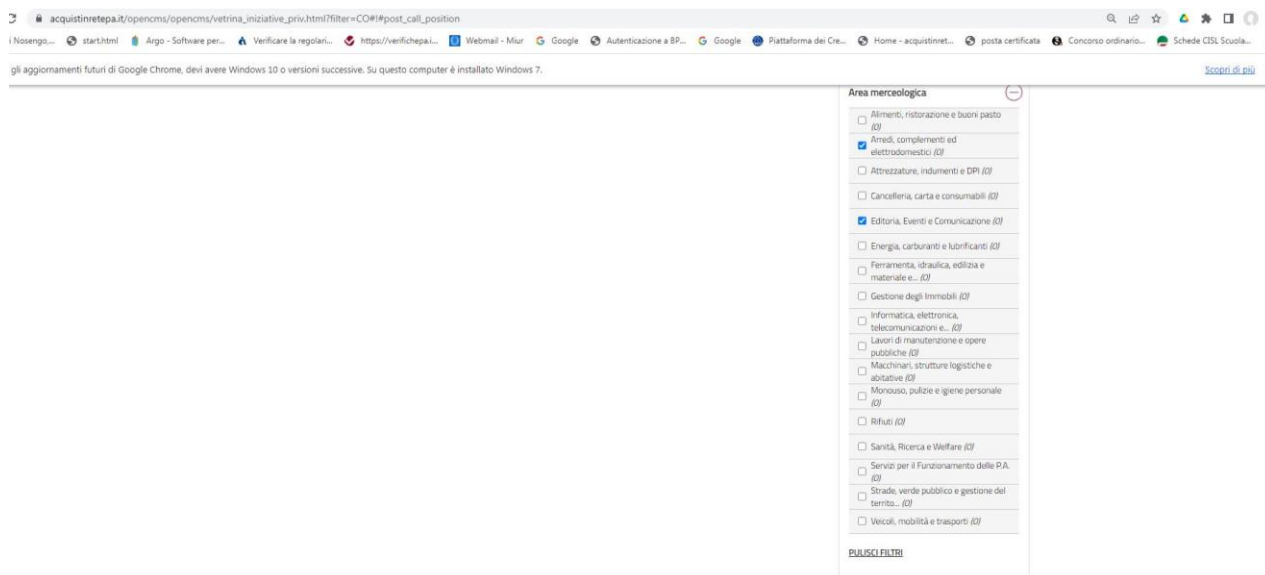 acquistinretepa.it/opencms/opencms/vetrina_iniziative_priv.html?filter=CO#!#post_call_position
i Nosengo,... start.html Argo - Software per... Verificare la regolari... https://verifichepa.i... Webmail - Miur Google Autenticazione a BP... Google Piattaforma dei Cre... Home - acquistinret... posta certificata Concorso ordinario... Schede CISL Scuola...
gli aggiornamenti futuri di Google Chrome, devi avere Windows 10 o versioni successive. Su questo computer è installato Windows 7. Scopri di più
Area merceologica
Alimenti, ristorazione e buoni pasto
(0)
Arredi, complementi ed
elettrodomestici (0)
Attrezzature, indumenti e DPI (0)
Cancelleria, carta e consumabili (0)
Editoria, Eventi e Comunicazione (0)
Energia, carburanti e lubrificanti (0)
Ferramenta, idraulica, edilizia e
materiale e... (0)
Gestione degli Immobili (0)
Informatica, elettronica,
telecomunicazioni e... (0)
Lavori di manutenzione e opere
pubbliche (0)
Macchinari, strutture logistiche e
abitative (0)
Monouso, pulizie e igiene personale
(0)
Rifiuti (0)
Sanità, Ricerca e Welfare (0)
Servizi per il Funzionamento delle P.A.
(0)
Strade, verde pubblico e gestione del
territo... (0)
Veicoli, mobilità e trasporti (0)
PULISCI FILTRI